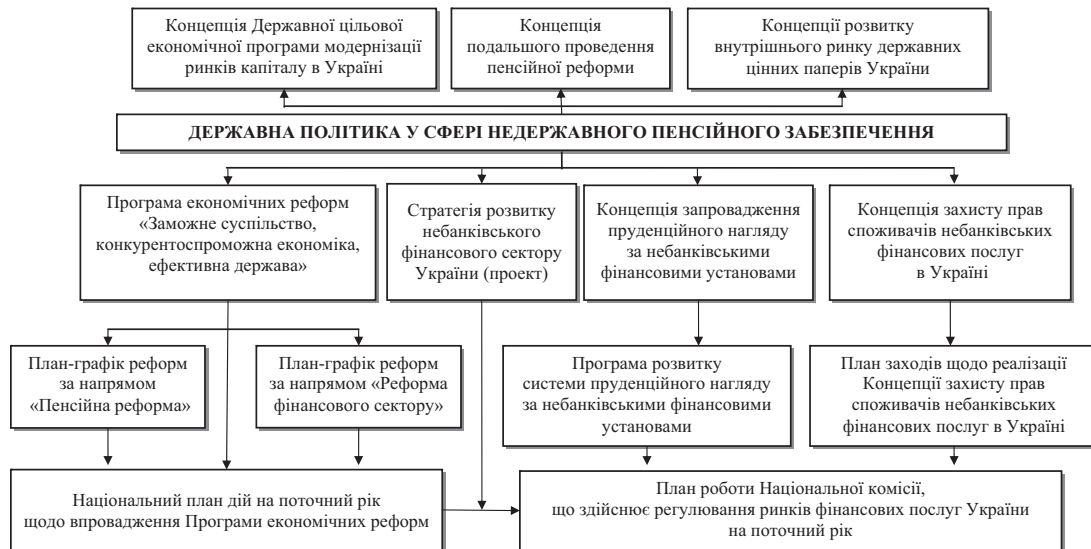 Концепція Державної цільової
економічної програми модернізації
ринків капіталу в Україні
Концепція
подальшого проведення
пенсійної реформи
Концепції розвитку
внутрішнього ринку державних
цінних паперів України
ДЕРЖАВНА ПОЛІТИКА У СФЕРІ НЕДЕРЖАВНОГО ПЕНСІЙНОГО ЗАБЕЗПЕЧЕННЯ
Програма економічних реформ
«Заможне суспільство,
конкурентоспроможна економіка,
ефективна держава»
Стратегія розвитку
небанківського
фінансового сектору
України (проект)
Концепція запровадження
пруденційного нагляду
за небанківськими
фінансовими установами
Концепція захисту прав
споживачів небанківських
фінансових послуг
в Україні
План-графік реформ
за напрямом
«Пенсійна реформа»
План-графік реформ
за напрямом «Реформа
фінансового сектору»
Програма розвитку
системи пруденційного нагляду
за небанківськими фінансовими
установами
План заходів щодо реалізації
Концепції захисту прав
споживачів небанківських
фінансових послуг в Україні
Національний план дій на поточний рік
щодо впровадження Програми економічних реформ
План роботи Національної комісії,
що здійснює регулювання ринків фінансових послуг України
на поточний рік